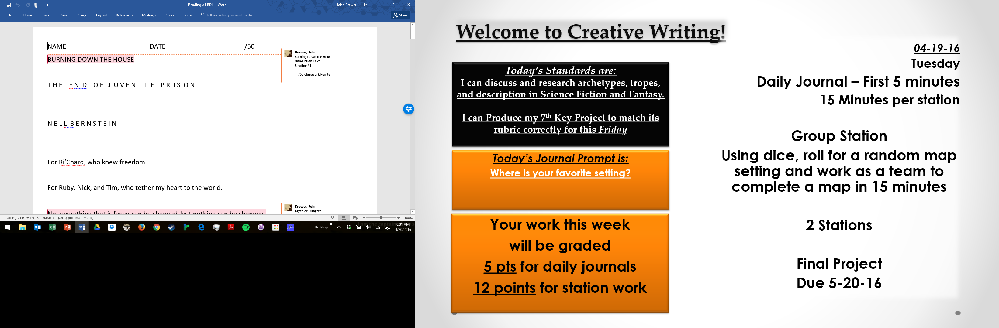 Reading #1 BDH - Word
John Brewer
File Home Insert Draw Design Layout References Mailings Review View Tell me what you want to do
Share
NAME______________ DATE____________ __/50
BURNING DOWN THE HOUSE
T H E E N D O F J U V E N I L E P R I S O N
N E L L B E R N S T E I N
For Ri’Chard, who knew freedom
For Ruby, Nick, and Tim, who tether my heart to the world.
Not everything that is faced can be changed, but nothing can be changed
Brewer, John
Burning Down the House
Non-Fiction Text
Reading #1
__/50 Classwork Points
Brewer, John
Agree or Disagree?
"Reading #1 BDH": 9,130 characters (an approximate value).
100%
Desktop
8:31 AM
4/20/2016
Welcome to Creative Writing!
Today’s Standards are:
I can discuss and research archetypes, tropes,
and description in Science Fiction and Fantasy.
I can Produce my 7th Key Project to match its
rubric correctly for this Friday
Today’s Journal Prompt is:
Where is your favorite setting?
Your work this week
will be graded
5 pts for daily journals
12 points for station work
04-19-16
Tuesday
Daily Journal – First 5 minutes
15 Minutes per station
Group Station
Using dice, roll for a random map
setting and work as a team to
complete a map in 15 minutes
2 Stations
Final Project
Due 5-20-16